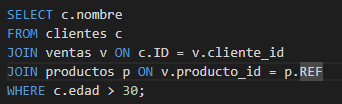 SELECT c.nombre
FROM clientes c
JOIN ventas v ON c.ID = v.cliente_id
JOIN productos p ON v.producto_id = p.REF
WHERE c.edad > 30;